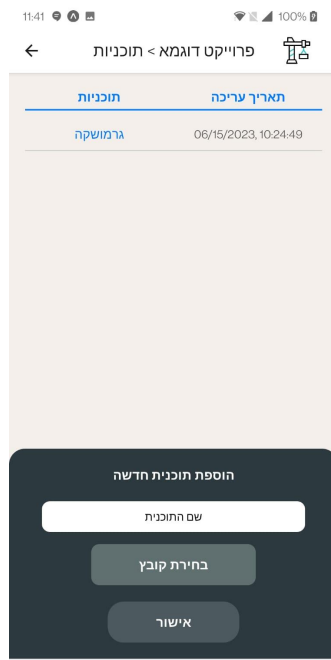 11:41 100%
פרוייקט דוגמא > תוכניות
תאריך עריכה תוכניות
06/15/2023, 10:24:49 גרמושקה
הוספת תוכנית חדשה
שם התוכנית
בחירת קובץ
אישור